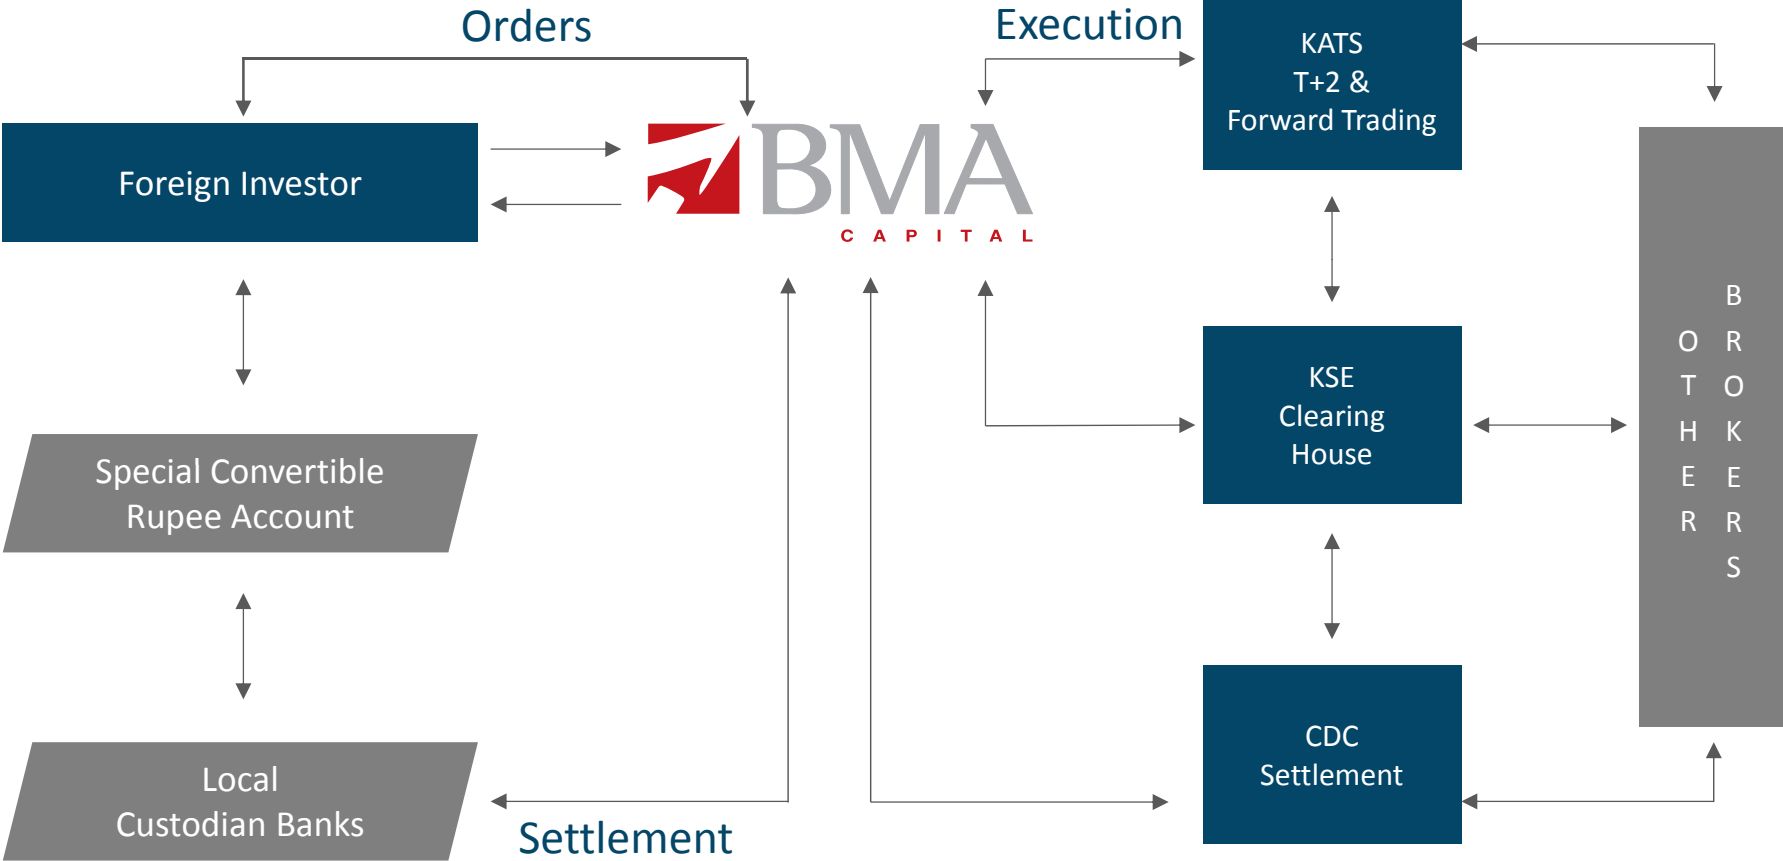 Orders
Execution
Foreign Investor
BMA
CAPITAL
KATS
T+2 &
Forward Trading
Special Convertible
Rupee Account
KSE
Clearing
House
OTHER
BROKERS
Local
Custodian Banks
Settlement
CDC
Settlement